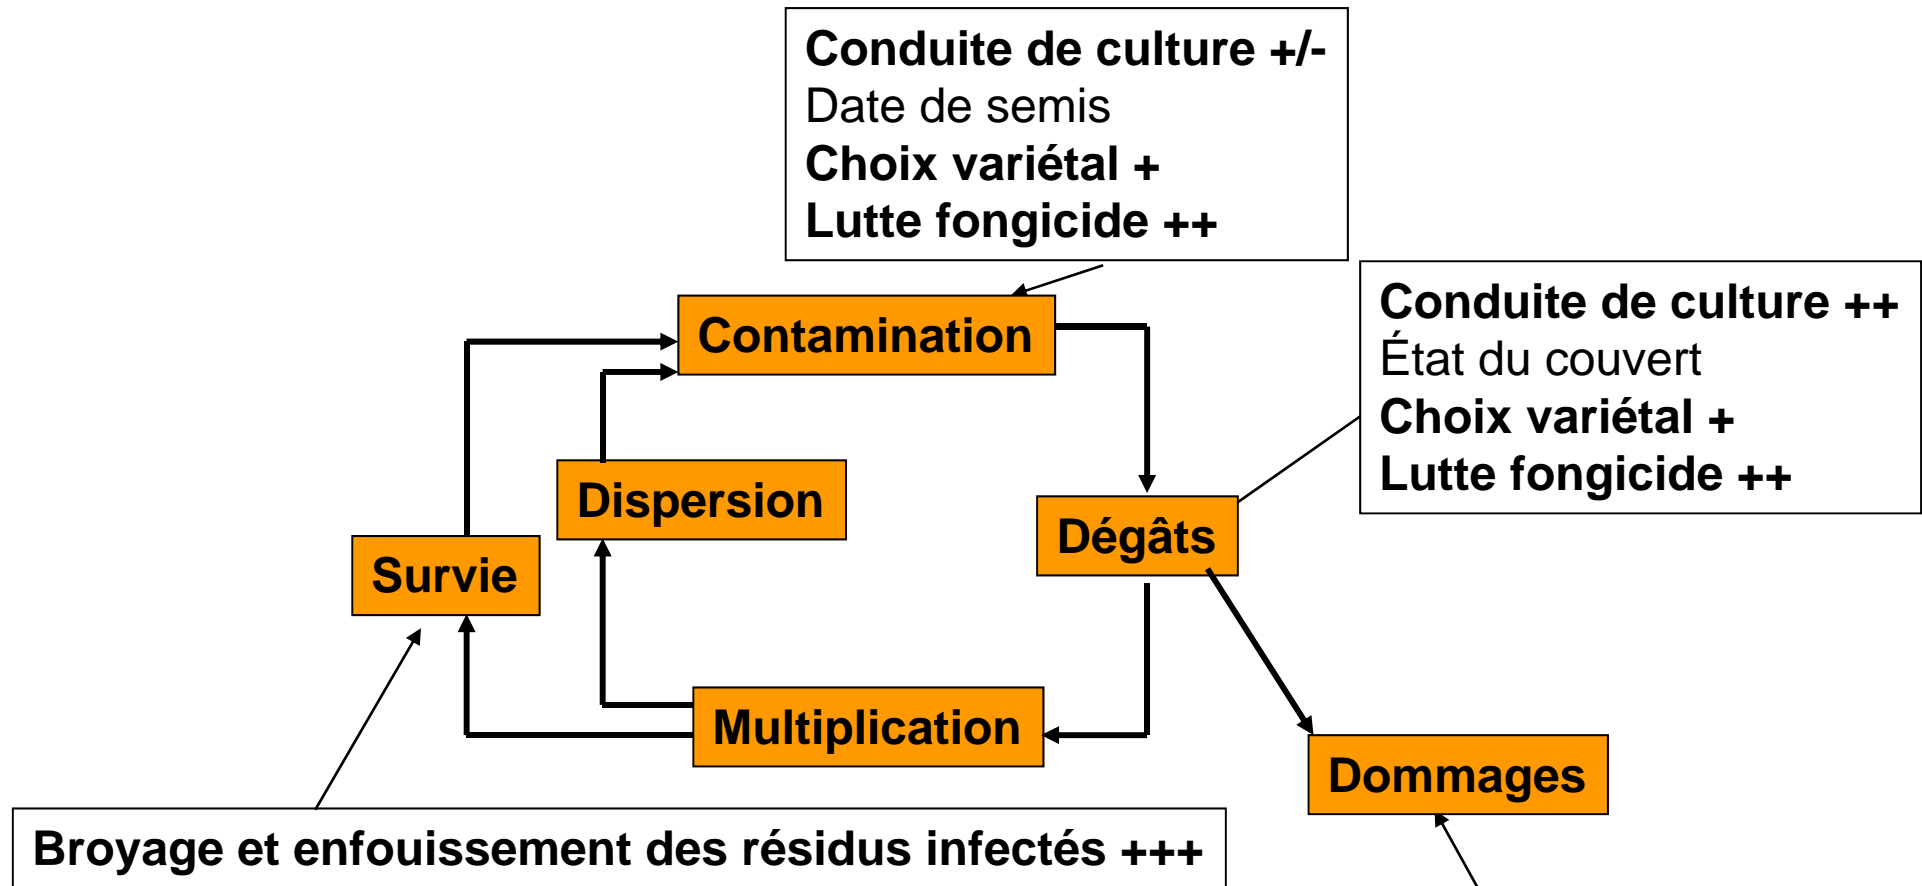 Conduite de culture +/-
Date de semis
Choix variétal +
Lutte fongicide ++
Conduite de culture ++
État du couvert
Choix variétal +
Lutte fongicide ++
Contamination
Dispersion
Dégâts
Survie
Multiplication
Dommages
Broyage et enfouissement des résidus infectés +++